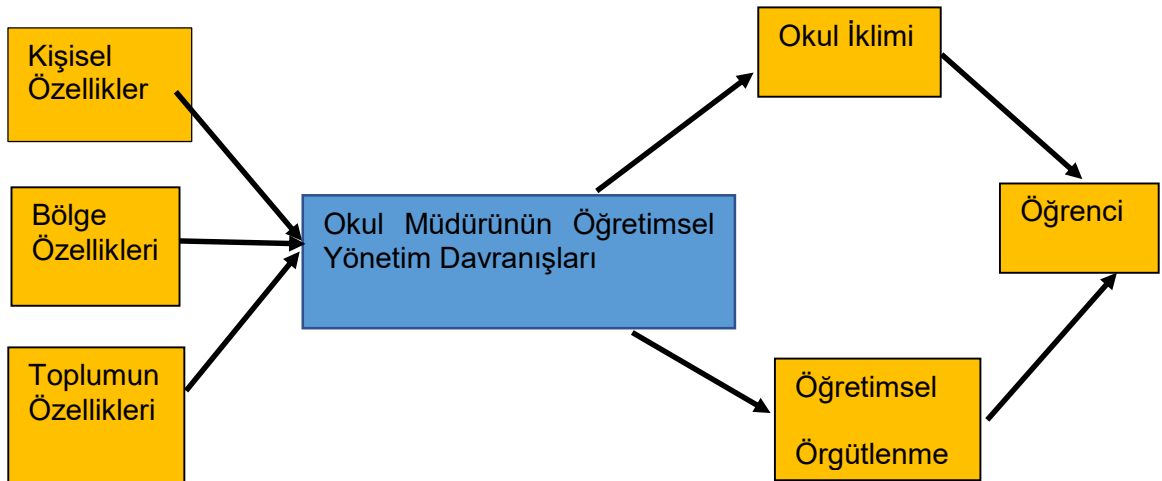 Kişisel
Özellikler
Bölge
Özellikleri
Toplumun
Özellikleri
Okul Müdürünün Öğretimsel
Yönetim Davranışları
Okul İklimi
Öğretimsel
Örgütlenme
Öğrenci